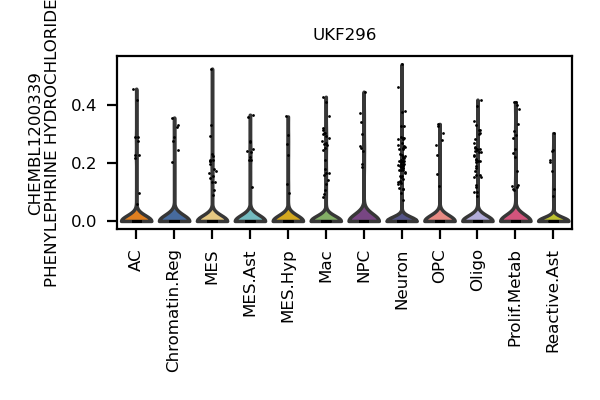 UKF296
CHEMBL1200339
PHENYLEPHRINE HYDROCHLORIDE
0.4
0.2
0.0
AC
Chromatin.Reg
MES
MES.Ast
MES.Hyp
Mac
NPC
Neuron
OPC
Oligo
Prolif.Metab
Reactive.Ast